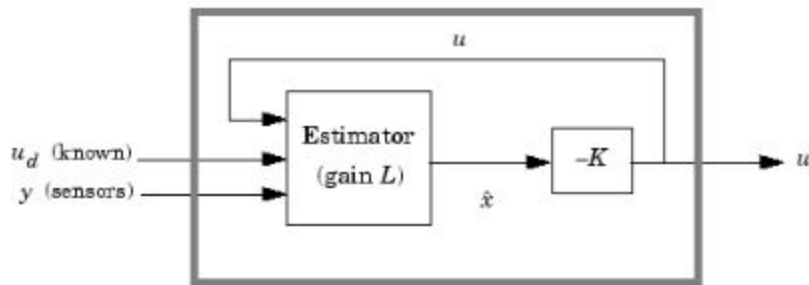 u
Estimator
(gain L)
u_d (known)
y (sensors)
–K
u
x̂